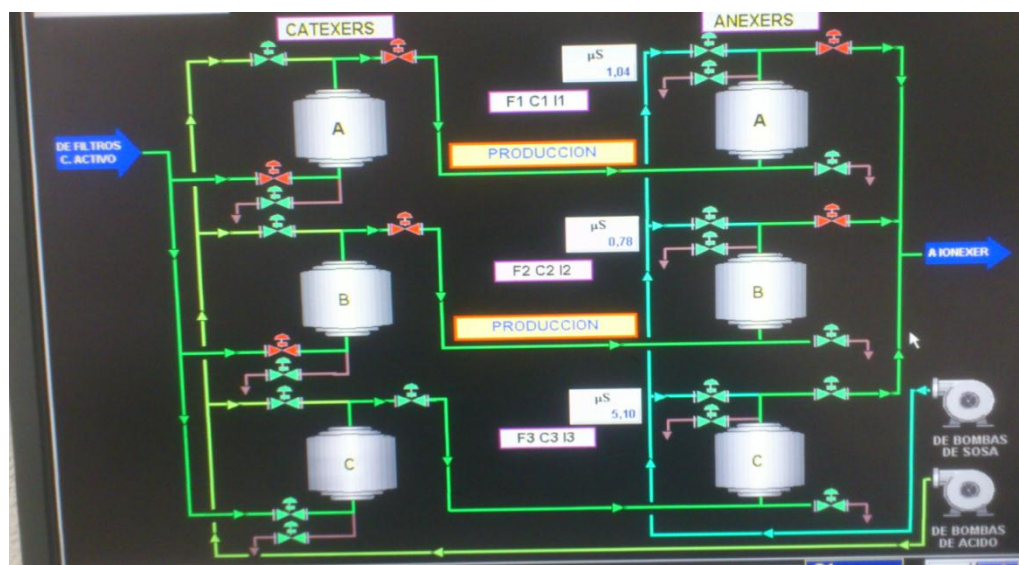 CATEXERS
ANEXERS
µS
1,04
A
A
F1 C1 I1
DE FILTROS
C. ACTIVO
PRODUCCION
µS
0,78
A IONEXER
F2 C2 I2
B
B
PRODUCCION
µS
5,10
F3 C3 I3
DE BOMBAS
DE SOSA
C
C
DE BOMBAS
DE ACIDO